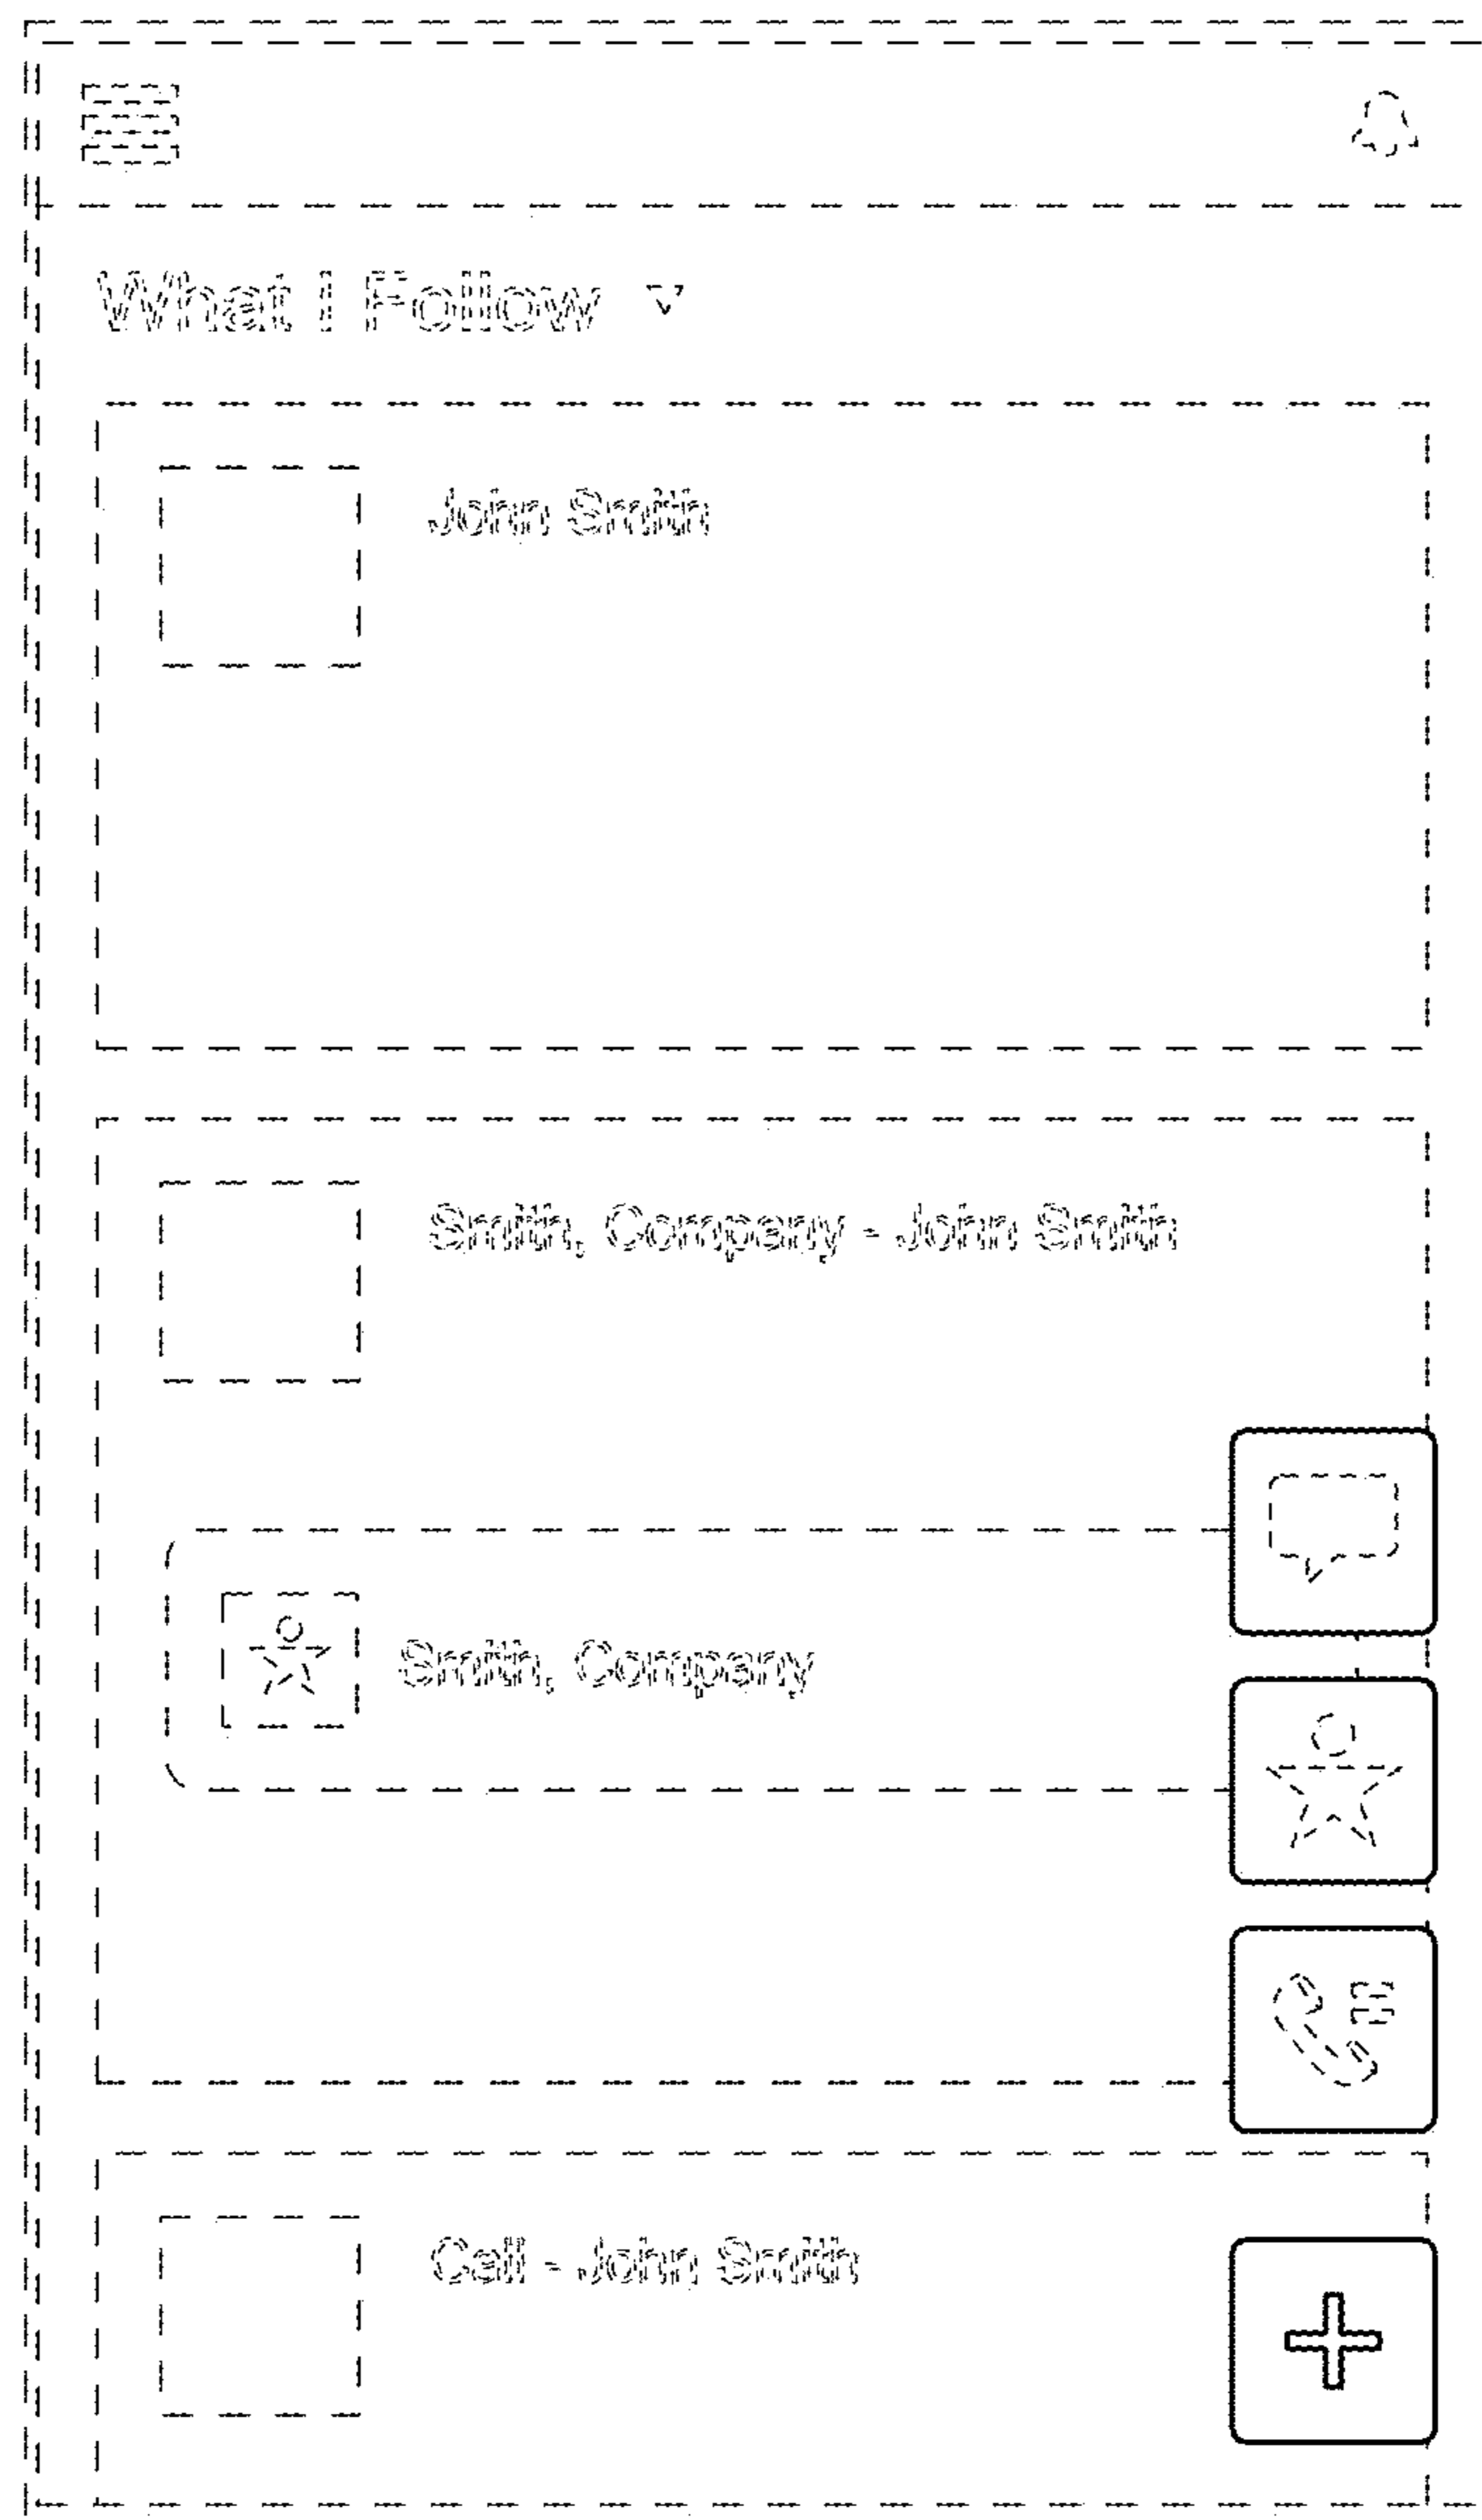 What I Follow
John Smith
Smith, Company - John Smith
Smith, Company
Call - John Smith